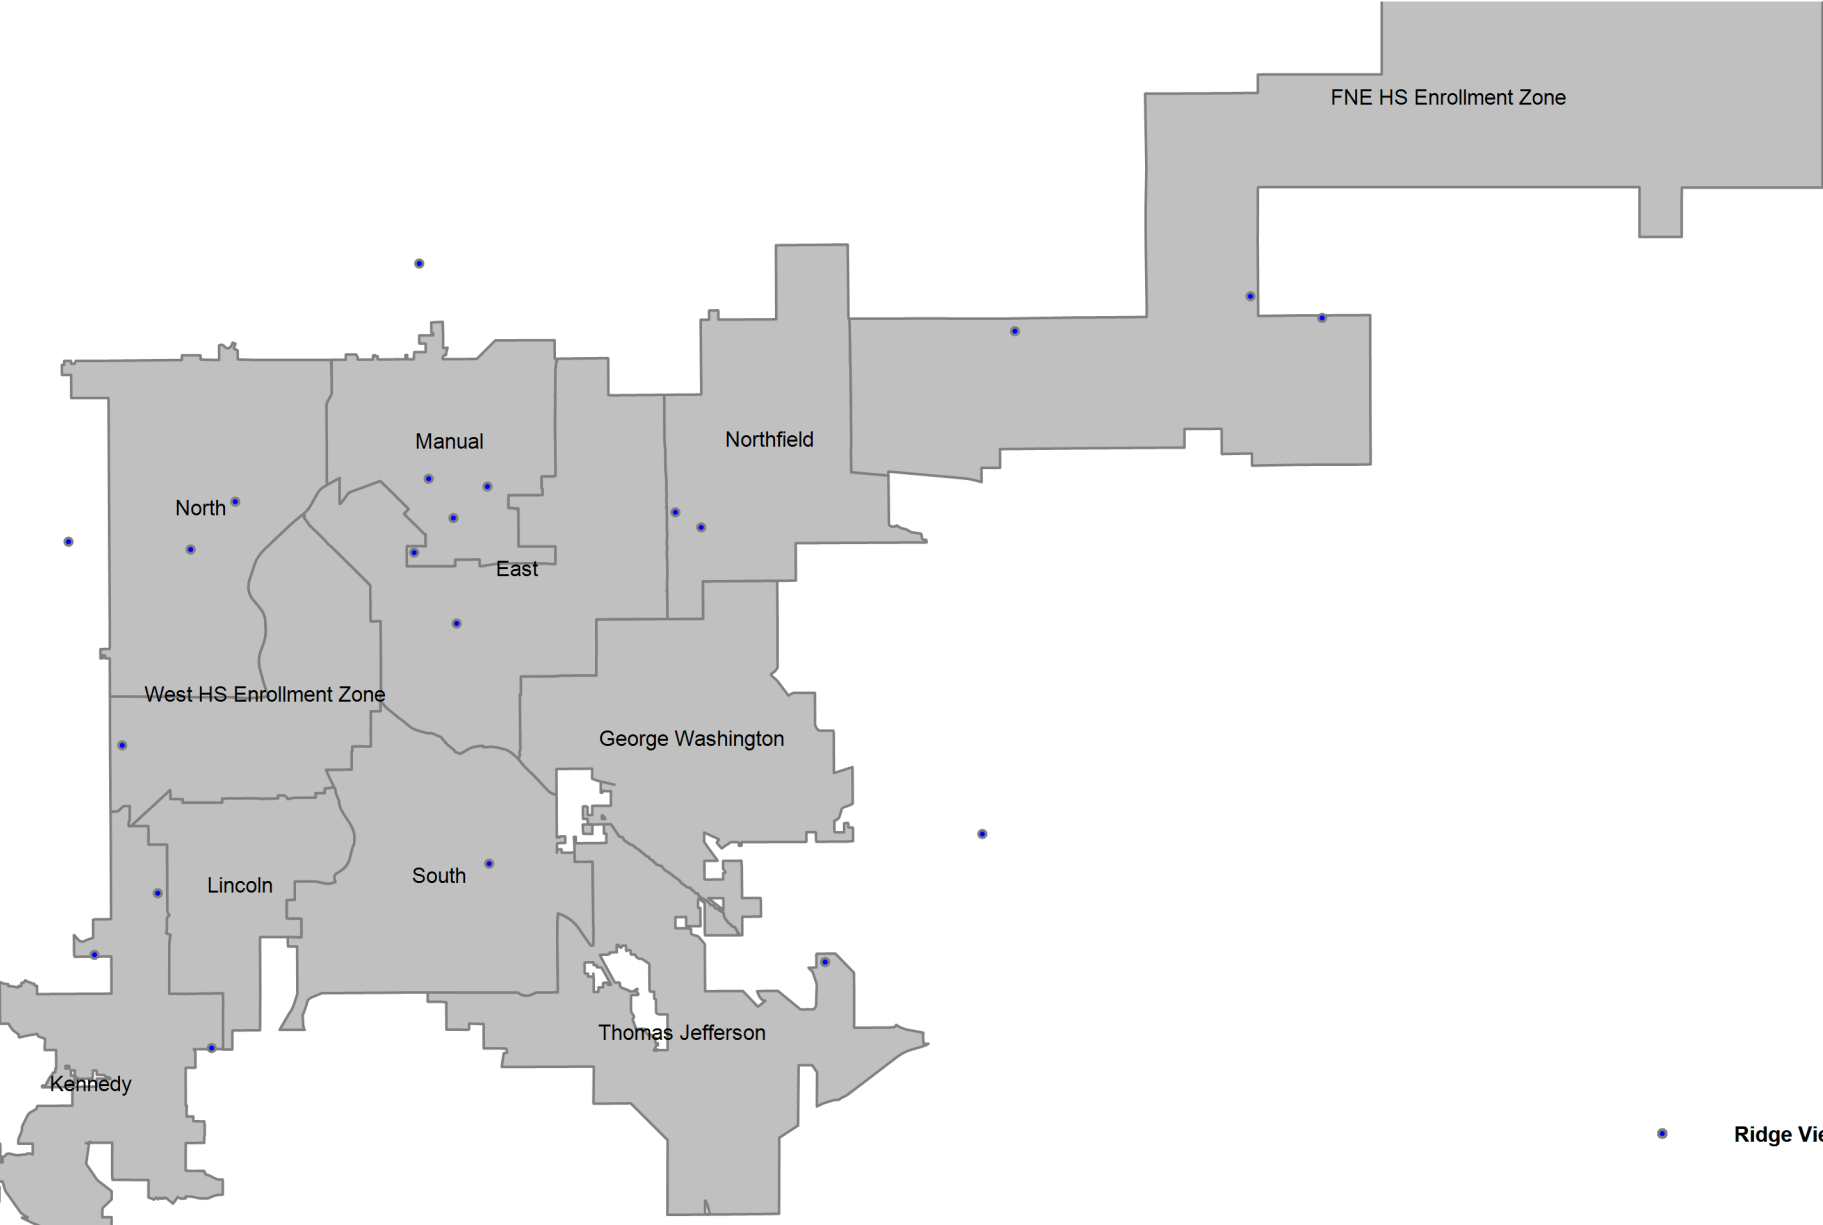 FNE HS Enrollment Zone
Manual
Northfield
North
East
West HS Enrollment Zone
George Washington
Lincoln
South
Thomas Jefferson
Kennedy
Ridge